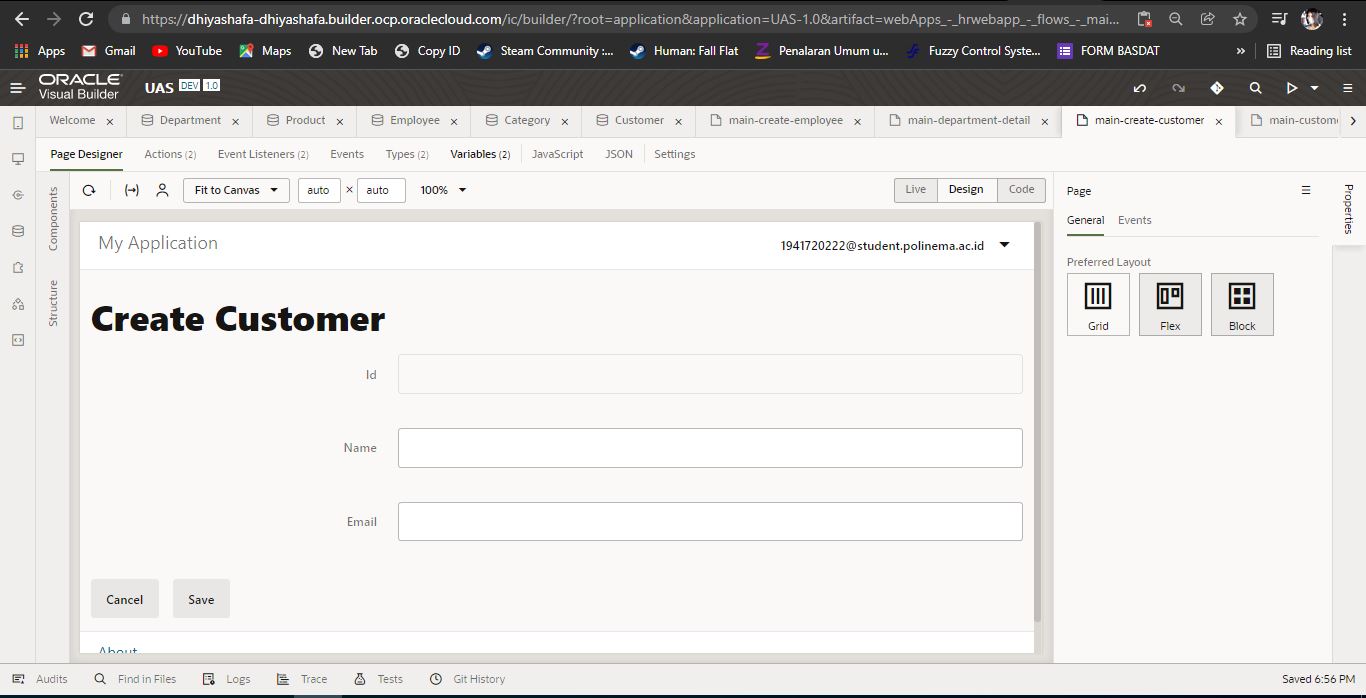 https://dhiyashafa-dhiyashafa.builder.ocp.oraclecloud.com/ic/builder/?root=application&application=UAS-1.0&artifact=webApps_-_hrwebapp_-_flows_-_mai...
Apps Gmail YouTube Maps New Tab Copy ID Steam Community :... Human: Fall Flat Penalaran Umum u... Fuzzy Control Syste... FORM BASDAT » Reading list
ORACLE
Visual Builder
UAS DEV 1.0
Welcome × Department × Product × Employee × Category × Customer × main-create-employee × main-department-detail × main-create-customer × main-custome
Page Designer Actions (2) Event Listeners (2) Events Types (2) Variables (2) JavaScript JSON Settings
Components
Structure
Fit to Canvas auto × auto 100% Live Design Code
My Application
1941720222@student.polinema.ac.id
Create Customer
Id
Name
Email
Cancel Save
About
Page
General Events
Preferred Layout
Grid Flex Block
Properties
Audits Find in Files Logs Trace Tests Git History Saved 6:56 PM